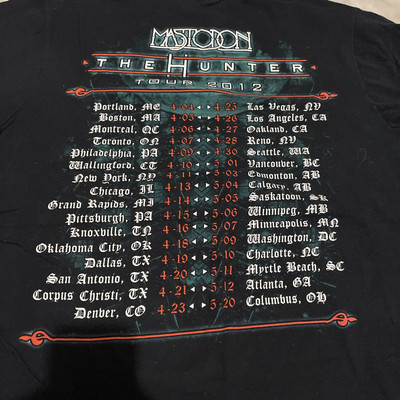 MASTODON
THE HUNTER
TOUR 2012
Portland, ME 4-04 4-25 Las Vegas, NV
Boston, MA 4-05 4-26 Los Angeles, CA
Montreal, QC 4-06 4-27 Oakland, CA
Toronto, ON 4-07 4-28 Reno, NV
Philadelphia, PA 4-09 4-30 Seattle, WA
Wallingford, CT 4-10 5-01 Vancouver, BC
New York, NY 4-11 5-03 Edmonton, AB
Chicago, IL 4-13 5-04 Calgary, AB
Grand Rapids, MI 4-14 5-05 Saskatoon, SK
Pittsburgh, PA 4-15 5-06 Winnipeg, MB
Knoxville, TN 4-16 5-07 Minneapolis, MN
Oklahoma City, OK 4-18 5-09 Washington, DC
Dallas, TX 4-19 5-10 Charlotte, NC
San Antonio, TX 4-20 5-11 Myrtle Beach, SC
Corpus Christi, TX 4-21 5-12 Atlanta, GA
Denver, CO 4-23 5-20 Columbus, OH